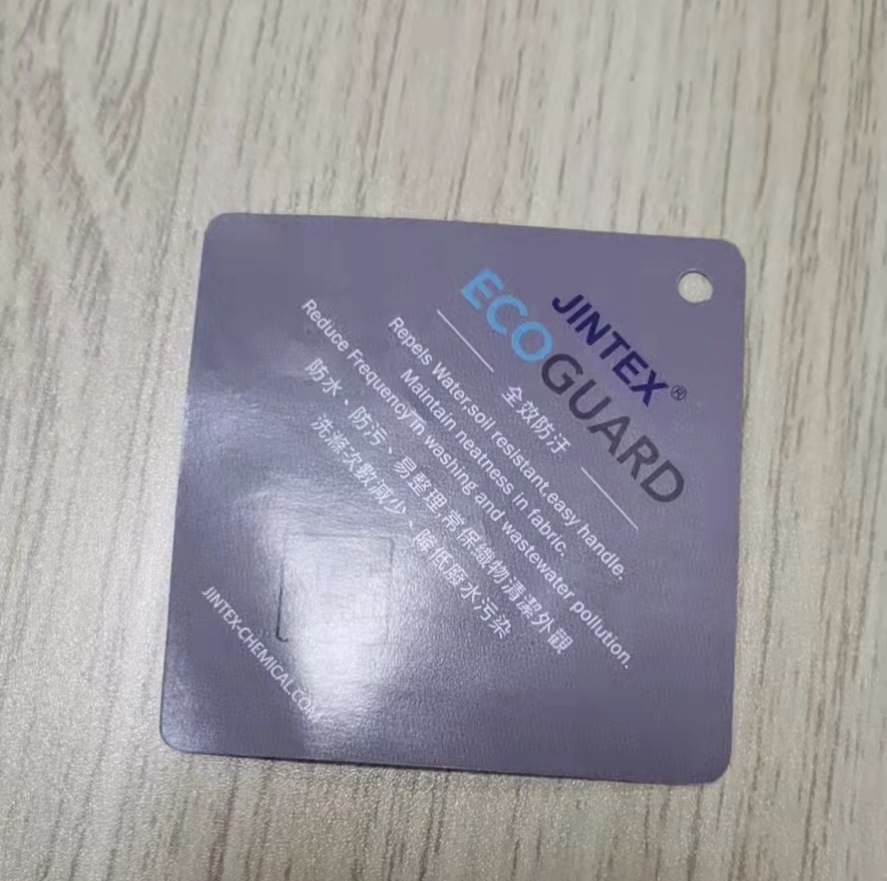 JINTEX®
ECOGUARD
全效防汙
Repels Water,soil resistant,easy handle.
Maintain neatness in fabric.
Reduce Frequency in washing and wastewater pollution.
防水、防污、易整理,常保織物清潔外觀
洗滌次數減少、降低廢水污染
JINTEX-CHEMICAL.COM